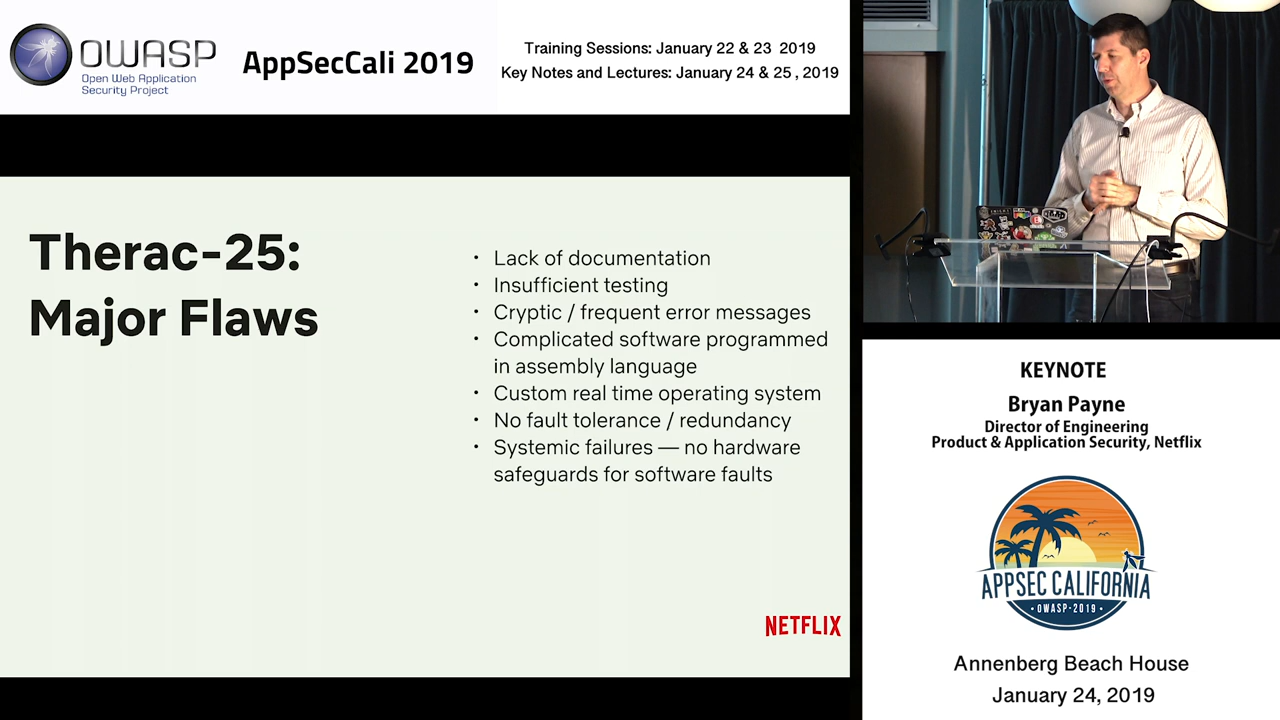 OWASP
Open Web Application
Security Project
AppSecCali 2019
Training Sessions: January 22 & 23 2019
Key Notes and Lectures: January 24 & 25 , 2019
Therac-25:
Major Flaws
• Lack of documentation
• Insufficient testing
• Cryptic / frequent error messages
• Complicated software programmed
in assembly language
• Custom real time operating system
• No fault tolerance / redundancy
• Systemic failures — no hardware
safeguards for software faults
NETFLIX
KEYNOTE
Bryan Payne
Director of Engineering
Product & Application Security, Netflix
APPSEC CALIFORNIA
• OWASP-2019 •
Annenberg Beach House
January 24, 2019